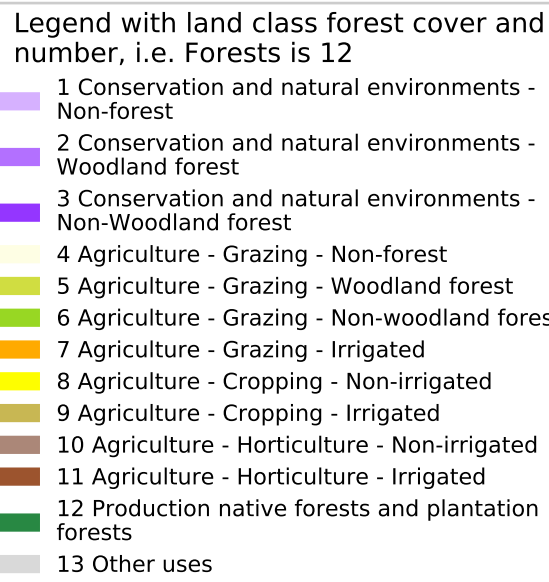 Legend with land class forest cover and
number, i.e. Forests is 12
1 Conservation and natural environments -
Non-forest
2 Conservation and natural environments -
Woodland forest
3 Conservation and natural environments -
Non-Woodland forest
4 Agriculture - Grazing - Non-forest
5 Agriculture - Grazing - Woodland forest
6 Agriculture - Grazing - Non-woodland fores
7 Agriculture - Grazing - Irrigated
8 Agriculture - Cropping - Non-irrigated
9 Agriculture - Cropping - Irrigated
10 Agriculture - Horticulture - Non-irrigated
11 Agriculture - Horticulture - Irrigated
12 Production native forests and plantation
forests
13 Other uses